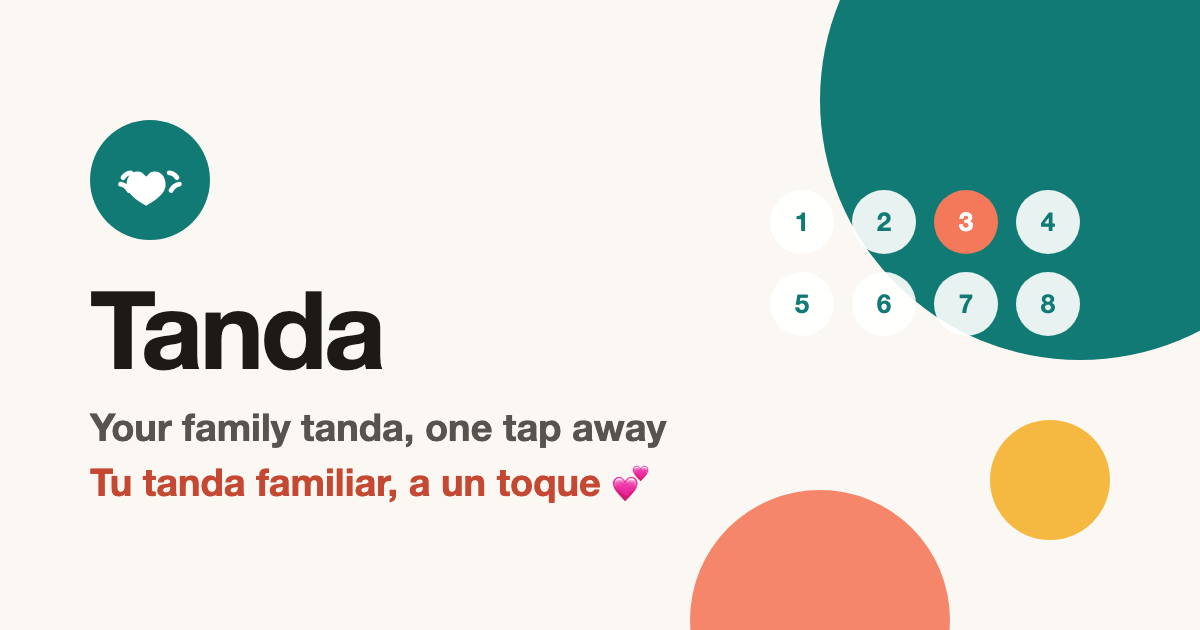 Tanda
Your family tanda, one tap away
Tu tanda familiar, a un toque 💕
1 2 3 4
5 6 7 8